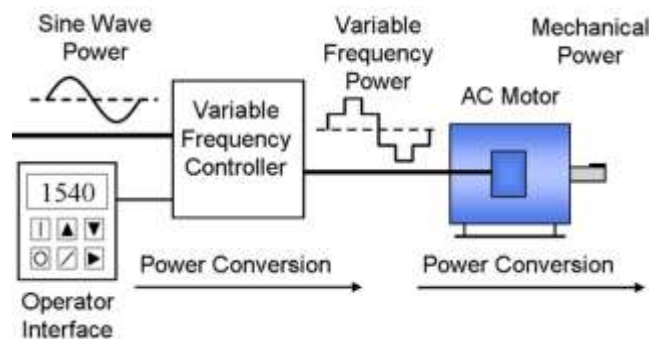 Sine Wave
Power
Variable
Frequency
Power
Mechanical
Power
AC Motor
Variable
Frequency
Controller
1540
Power Conversion
Power Conversion
Operator
Interface